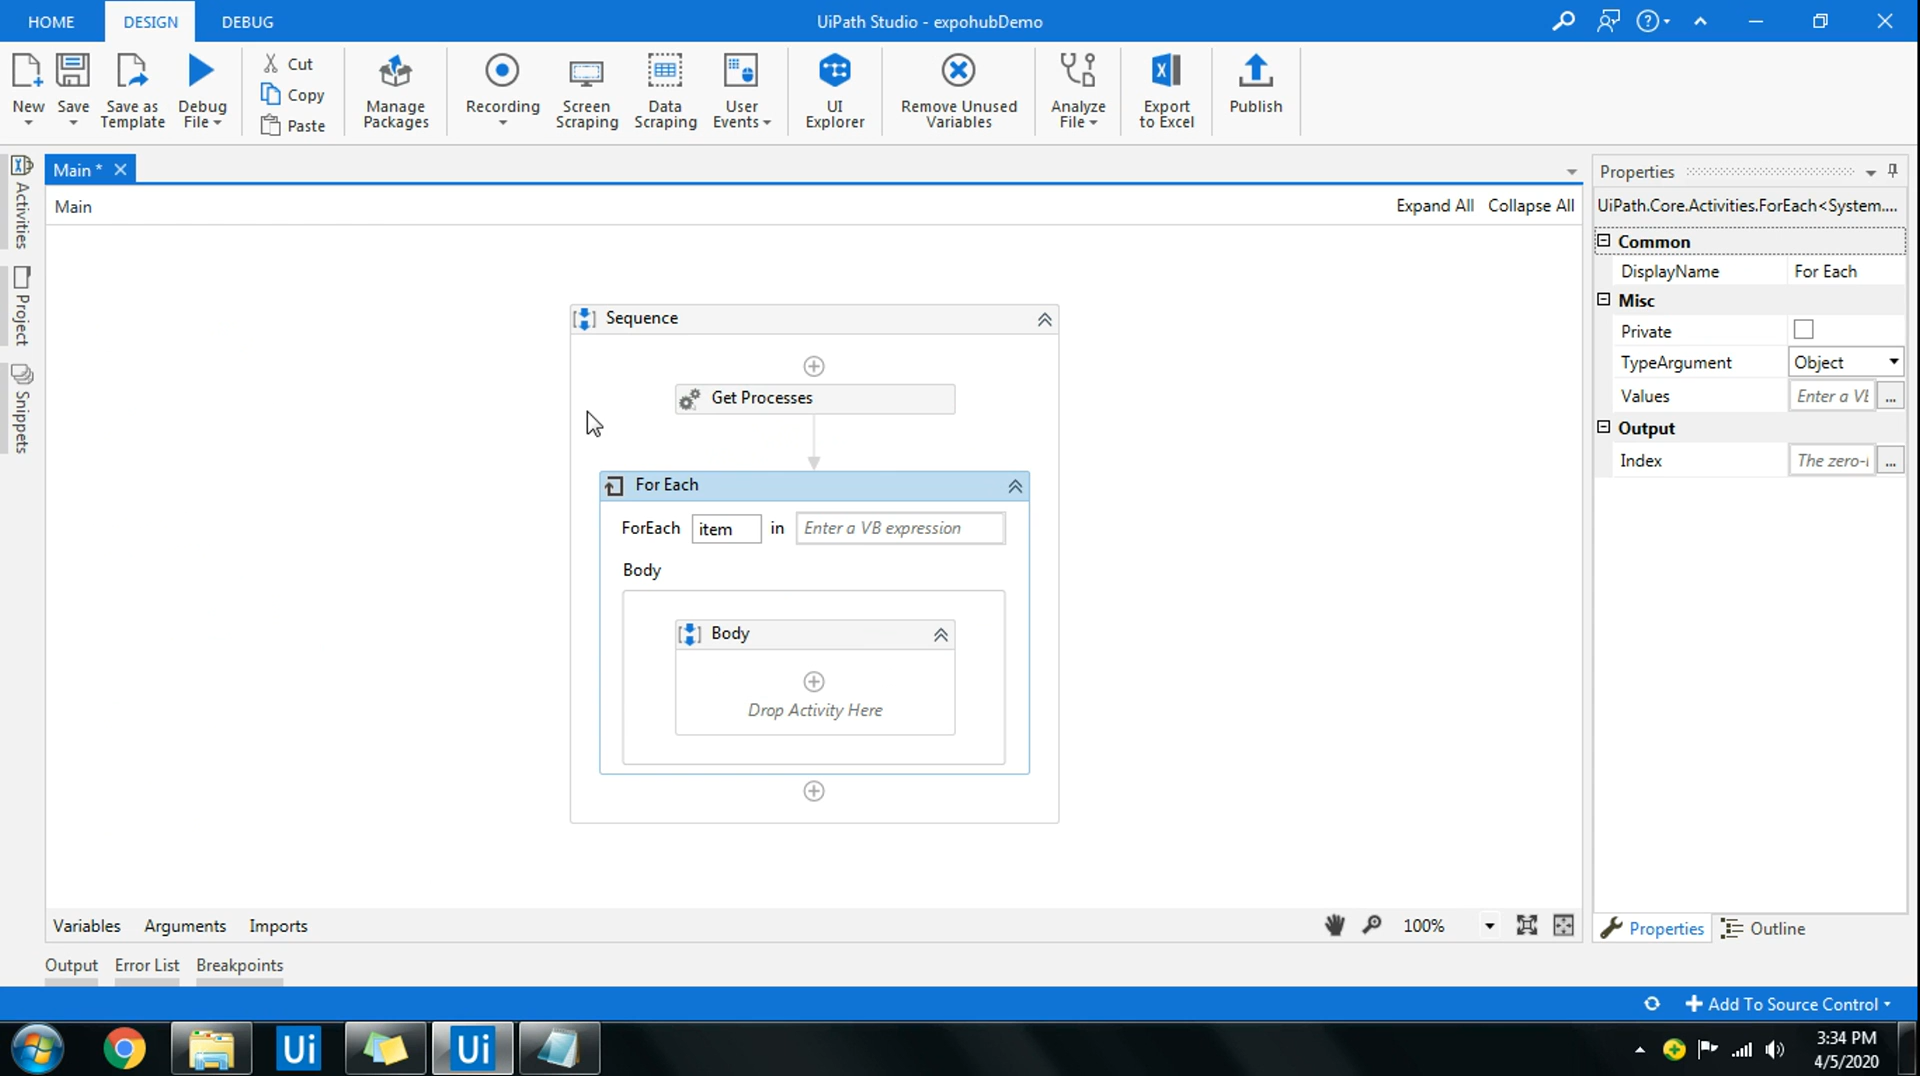 HOME DESIGN DEBUG UiPath Studio - expohubDemo
New Save Save as Template Debug File Cut Copy Paste Manage Packages Recording Screen Scraping Data Scraping User Events UI Explorer Remove Unused Variables Analyze File Export to Excel Publish
Activities
Project
Snippets
Main *
Main Expand All Collapse All
Sequence
Get Processes
For Each
ForEach item in Enter a VB expression
Body
Body
Drop Activity Here
Properties
UiPath.Core.Activities.ForEach<System....
Common
DisplayName For Each
Misc
Private
TypeArgument Object
Values Enter a VE ...
Output
Index The zero-l ...
Variables Arguments Imports 100%
Properties Outline
Output Error List Breakpoints
Add To Source Control
Ui Ui
3:34 PM
4/5/2020